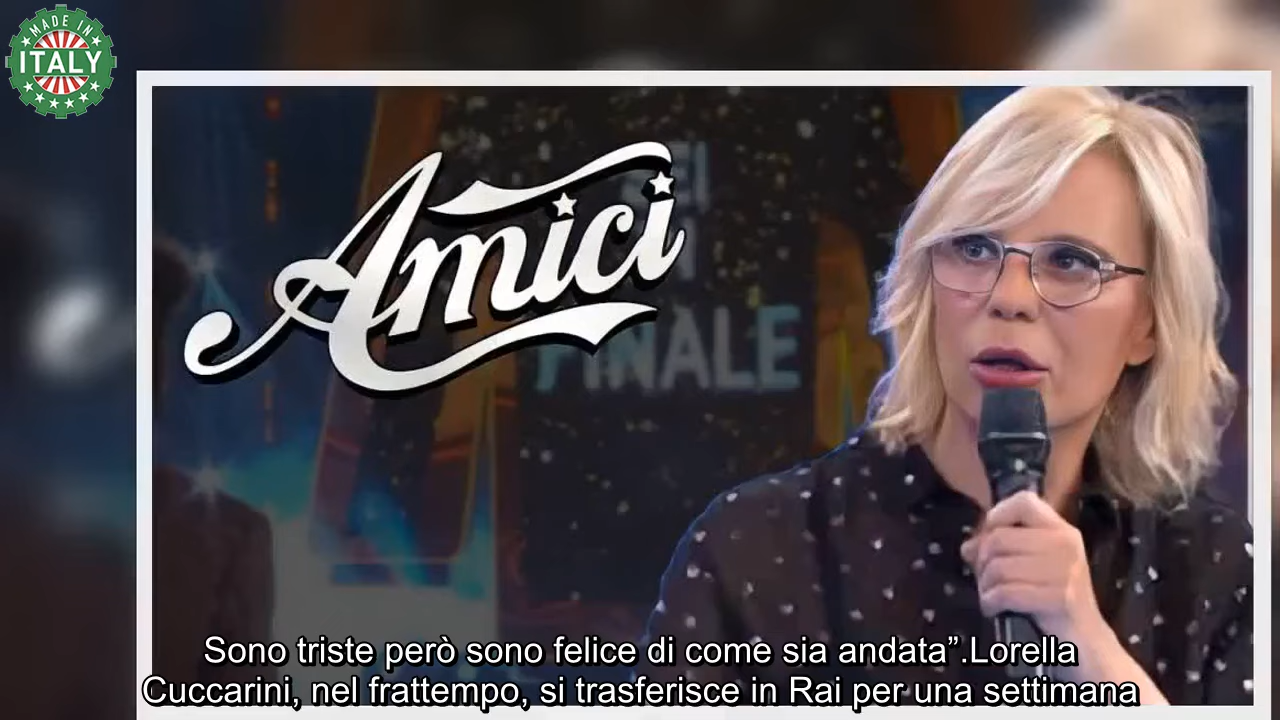 MADE IN
ITALY
Amici
FINALE
Sono triste però sono felice di come sia andata”.Lorella
Cuccarini, nel frattempo, si trasferisce in Rai per una settimana